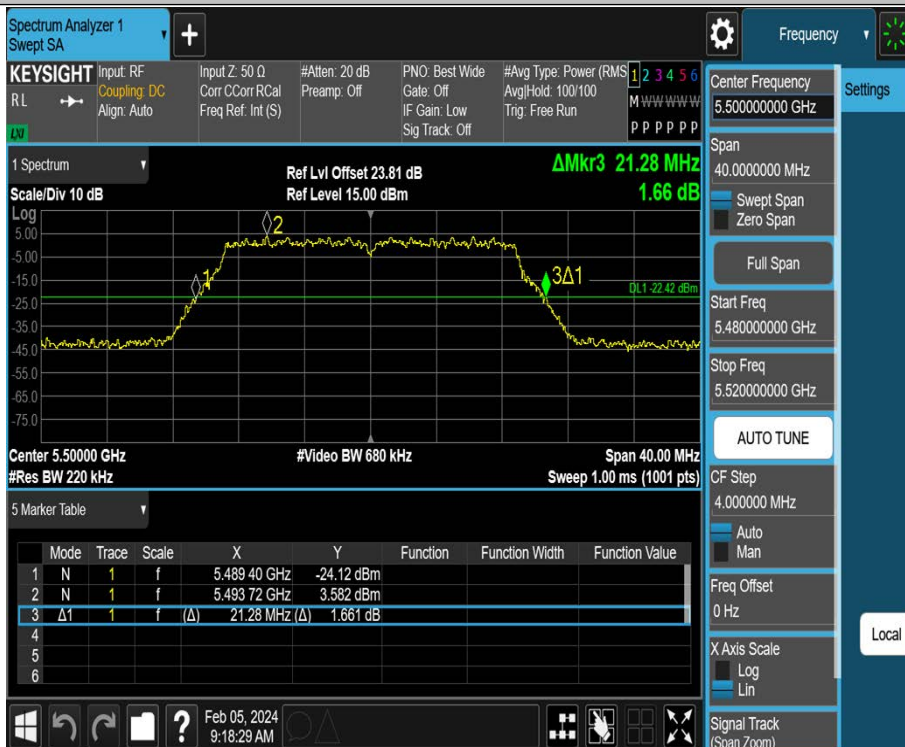 Spectrum Analyzer 1
Swept SA
+
Frequency
KEYSIGHT
RL
LXI
Input: RF
Coupling: DC
Align: Auto
Input Z: 50 Ω
Corr CCorr RCal
Freq Ref: Int (S)
#Atten: 20 dB
Preamp: Off
PNO: Best Wide
Gate: Off
IF Gain: Low
Sig Track: Off
#Avg Type: Power (RMS
Avg|Hold: 100/100
Trig: Free Run
1 2 3 4 5 6
M W W W W W
P P P P P P
1 Spectrum
Scale/Div 10 dB
Log
Ref Lvl Offset 23.81 dB
Ref Level 15.00 dBm
ΔMkr3 21.28 MHz
1.66 dB
5.00
-5.00
-15.0
-25.0
-35.0
-45.0
-55.0
-65.0
-75.0
1
2
3Δ1
DL1 -22.42 dBm
Center 5.50000 GHz
#Video BW 680 kHz
Span 40.00 MHz
#Res BW 220 kHz
Sweep 1.00 ms (1001 pts)
5 Marker Table
Mode Trace Scale X Y Function Function Width Function Value
1 N 1 f 5.489 40 GHz -24.12 dBm
2 N 1 f 5.493 72 GHz 3.582 dBm
3 Δ1 1 f (Δ) 21.28 MHz (Δ) 1.661 dB
4
5
6
?
Feb 05, 2024
9:18:29 AM
Center Frequency
5.500000000 GHz
Settings
Span
40.0000000 MHz
Swept Span
Zero Span
Full Span
Start Freq
5.480000000 GHz
Stop Freq
5.520000000 GHz
AUTO TUNE
CF Step
4.000000 MHz
Auto
Man
Freq Offset
0 Hz
Local
X Axis Scale
Log
Lin
Signal Track
(Span Zoom)